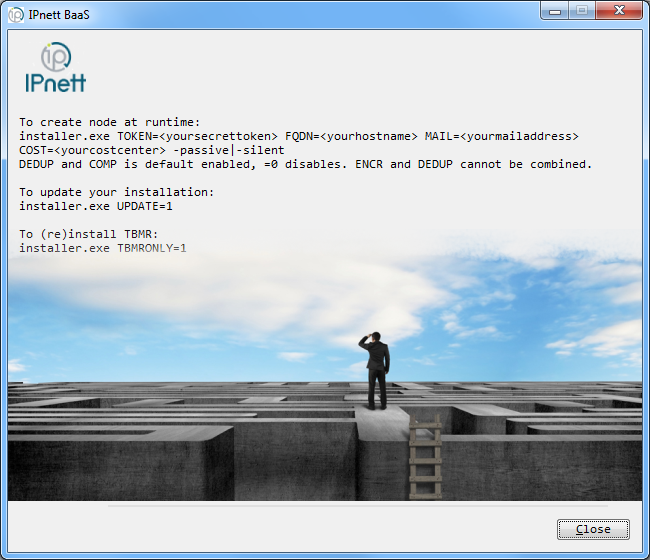 IPnett BaaS
ip
IPnett
To create node at runtime:
installer.exe TOKEN=<yoursecrettoken> FQDN=<yourhostname> MAIL=<yourmailaddress>
COST=<yourcostcenter> -passive|-silent
DEDUP and COMP is default enabled, =0 disables. ENCR and DEDUP cannot be combined.
To update your installation:
installer.exe UPDATE=1
To (re)install TBMR:
installer.exe TBMRONLY=1
Close